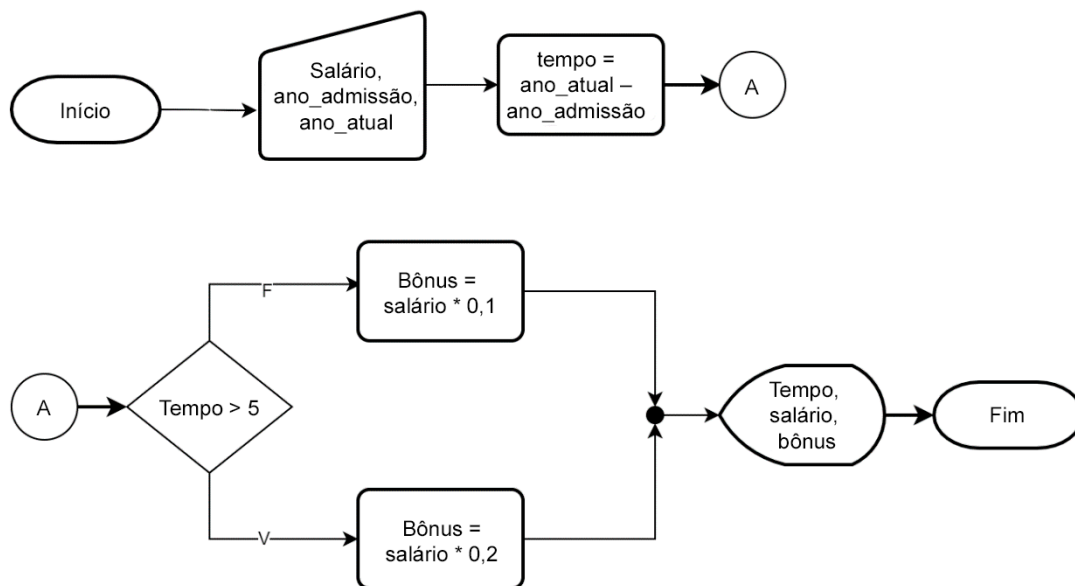 Início
Salário,
ano_admissão,
ano_atual
tempo =
ano_atual –
ano_admissão
A
A
Tempo > 5
F
Bônus =
salário * 0,1
V
Bônus =
salário * 0,2
Tempo,
salário,
bônus
Fim